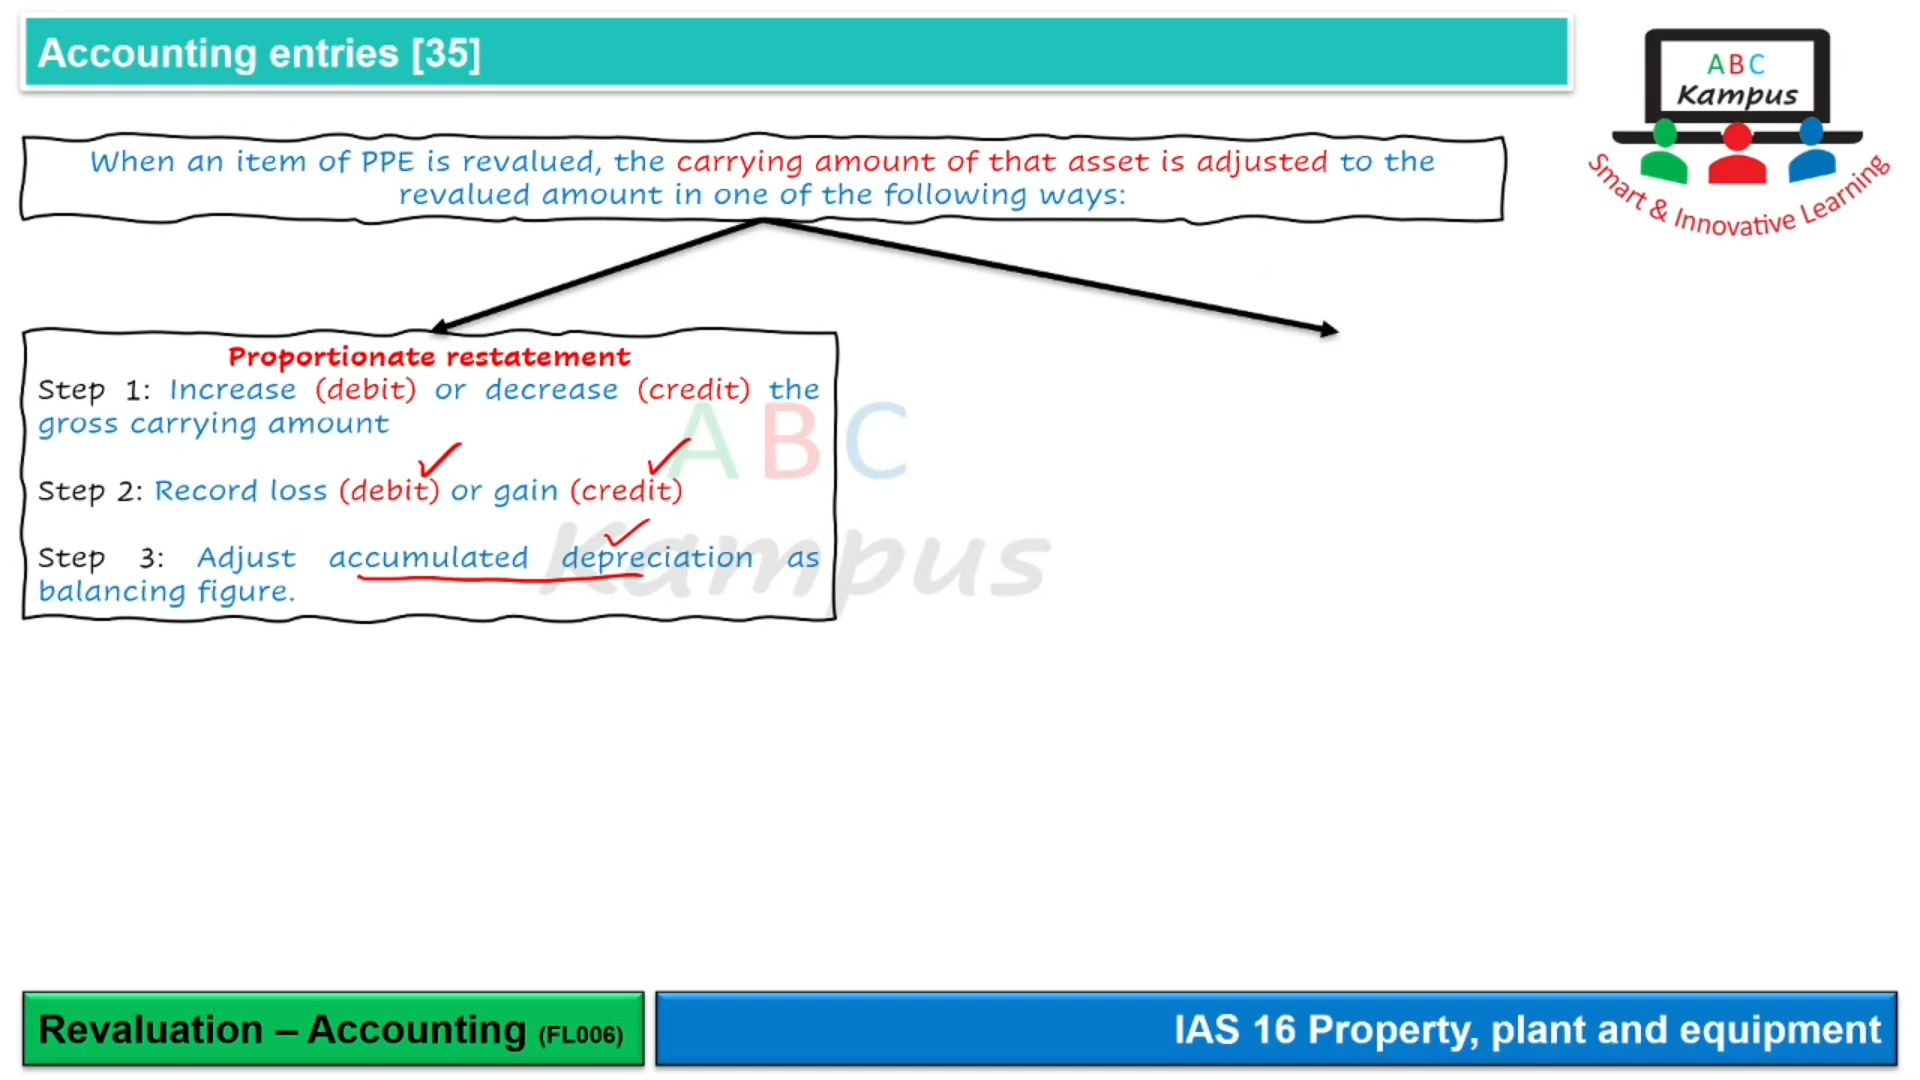 Accounting entries [35]
ABC
Kampus
Smart & Innovative Learning
When an item of PPE is revalued, the carrying amount of that asset is adjusted to the
revalued amount in one of the following ways:
Proportionate restatement
Step 1: Increase (debit) or decrease (credit) the
gross carrying amount
Step 2: Record loss (debit) or gain (credit)
Step 3: Adjust accumulated depreciation as
balancing figure.
ABC
Kampus
Revaluation – Accounting (FL006)
IAS 16 Property, plant and equipment